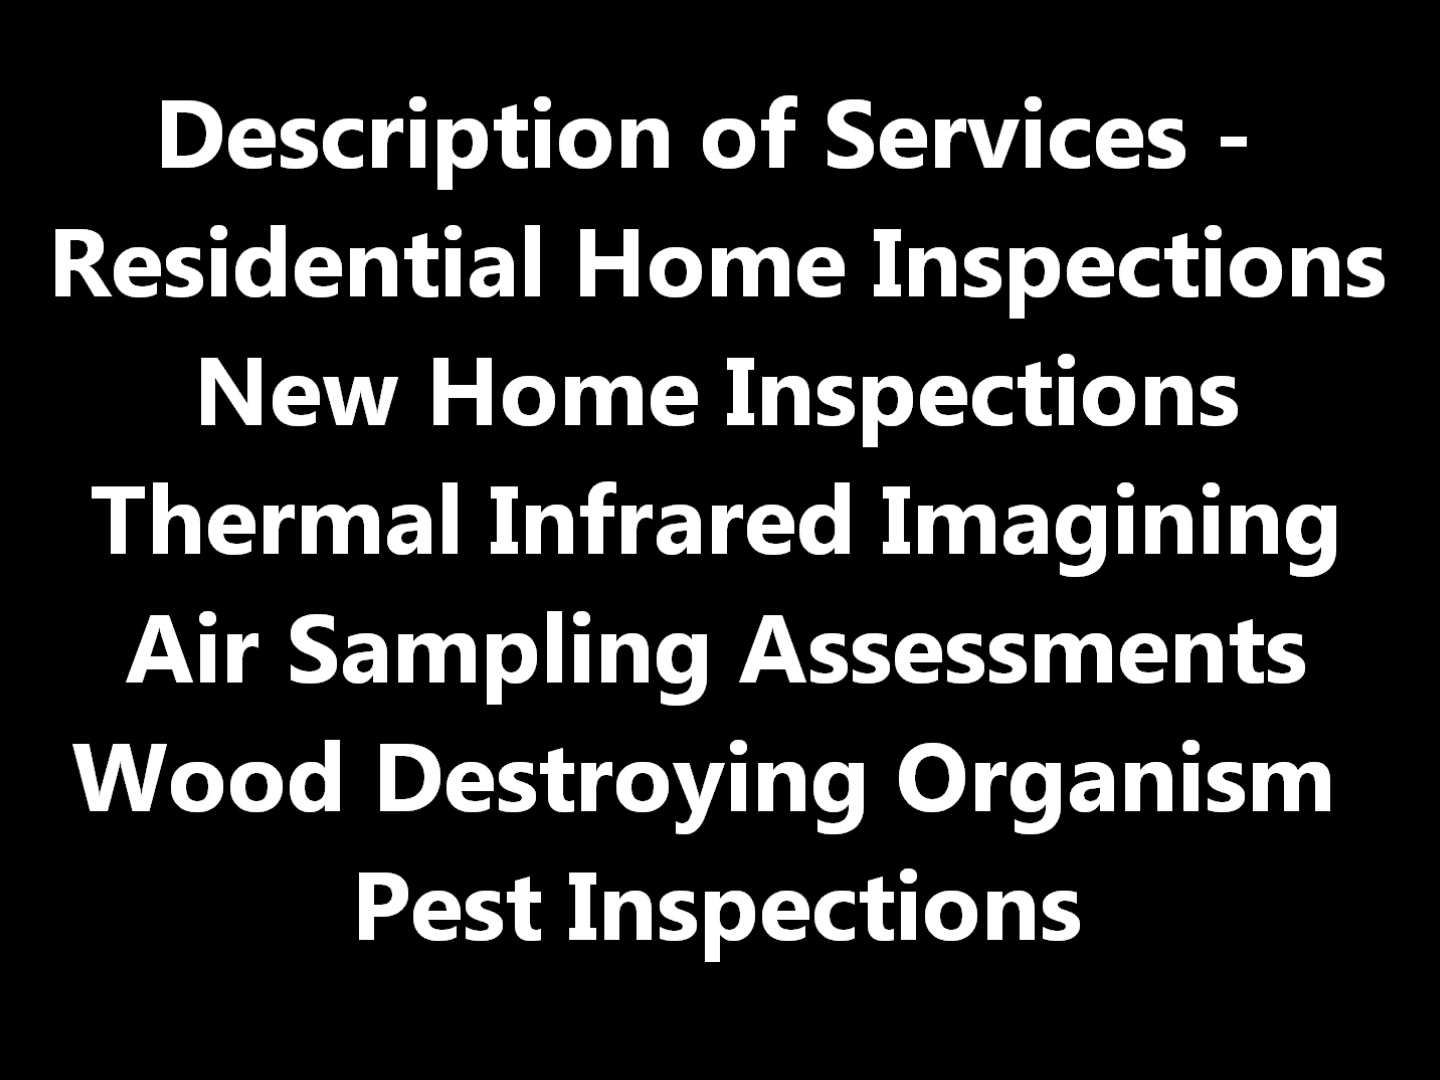 Description of Services -
Residential Home Inspections
New Home Inspections
Thermal Infrared Imagining
Air Sampling Assessments
Wood Destroying Organism
Pest Inspections